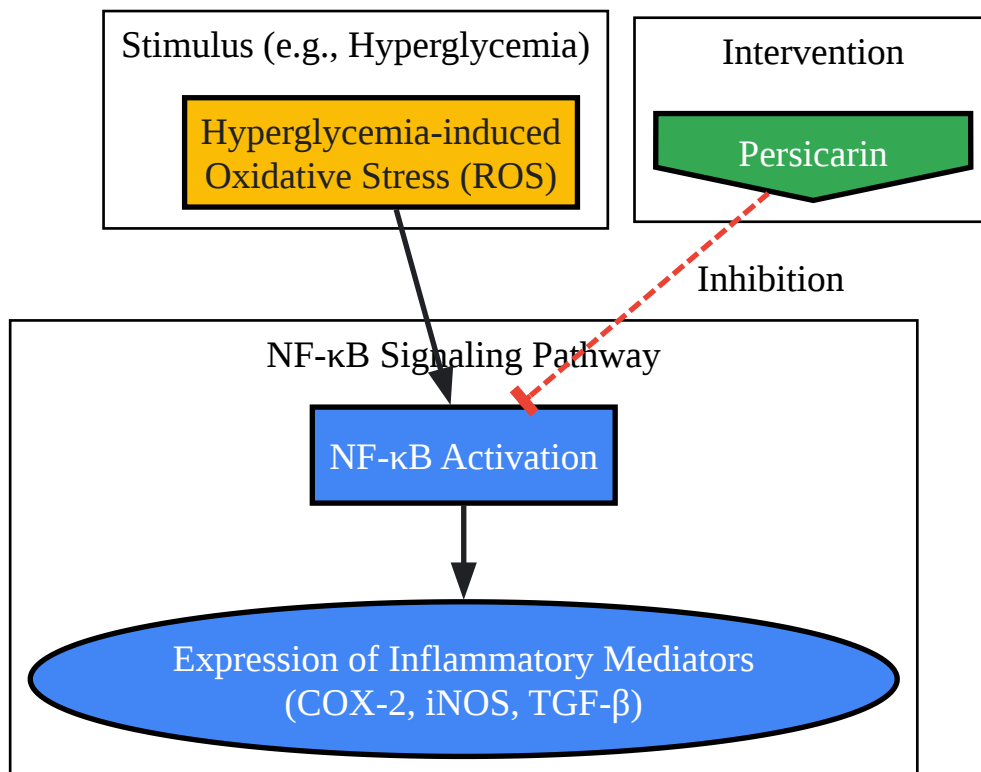 Stimulus (e.g., Hyperglycemia)
Hyperglycemia-induced
Oxidative Stress (ROS)
Intervention
Persicarin
Inhibition
NF-κB Signaling Pathway
NF-κB Activation
Expression of Inflammatory Mediators
(COX-2, iNOS, TGF-β)